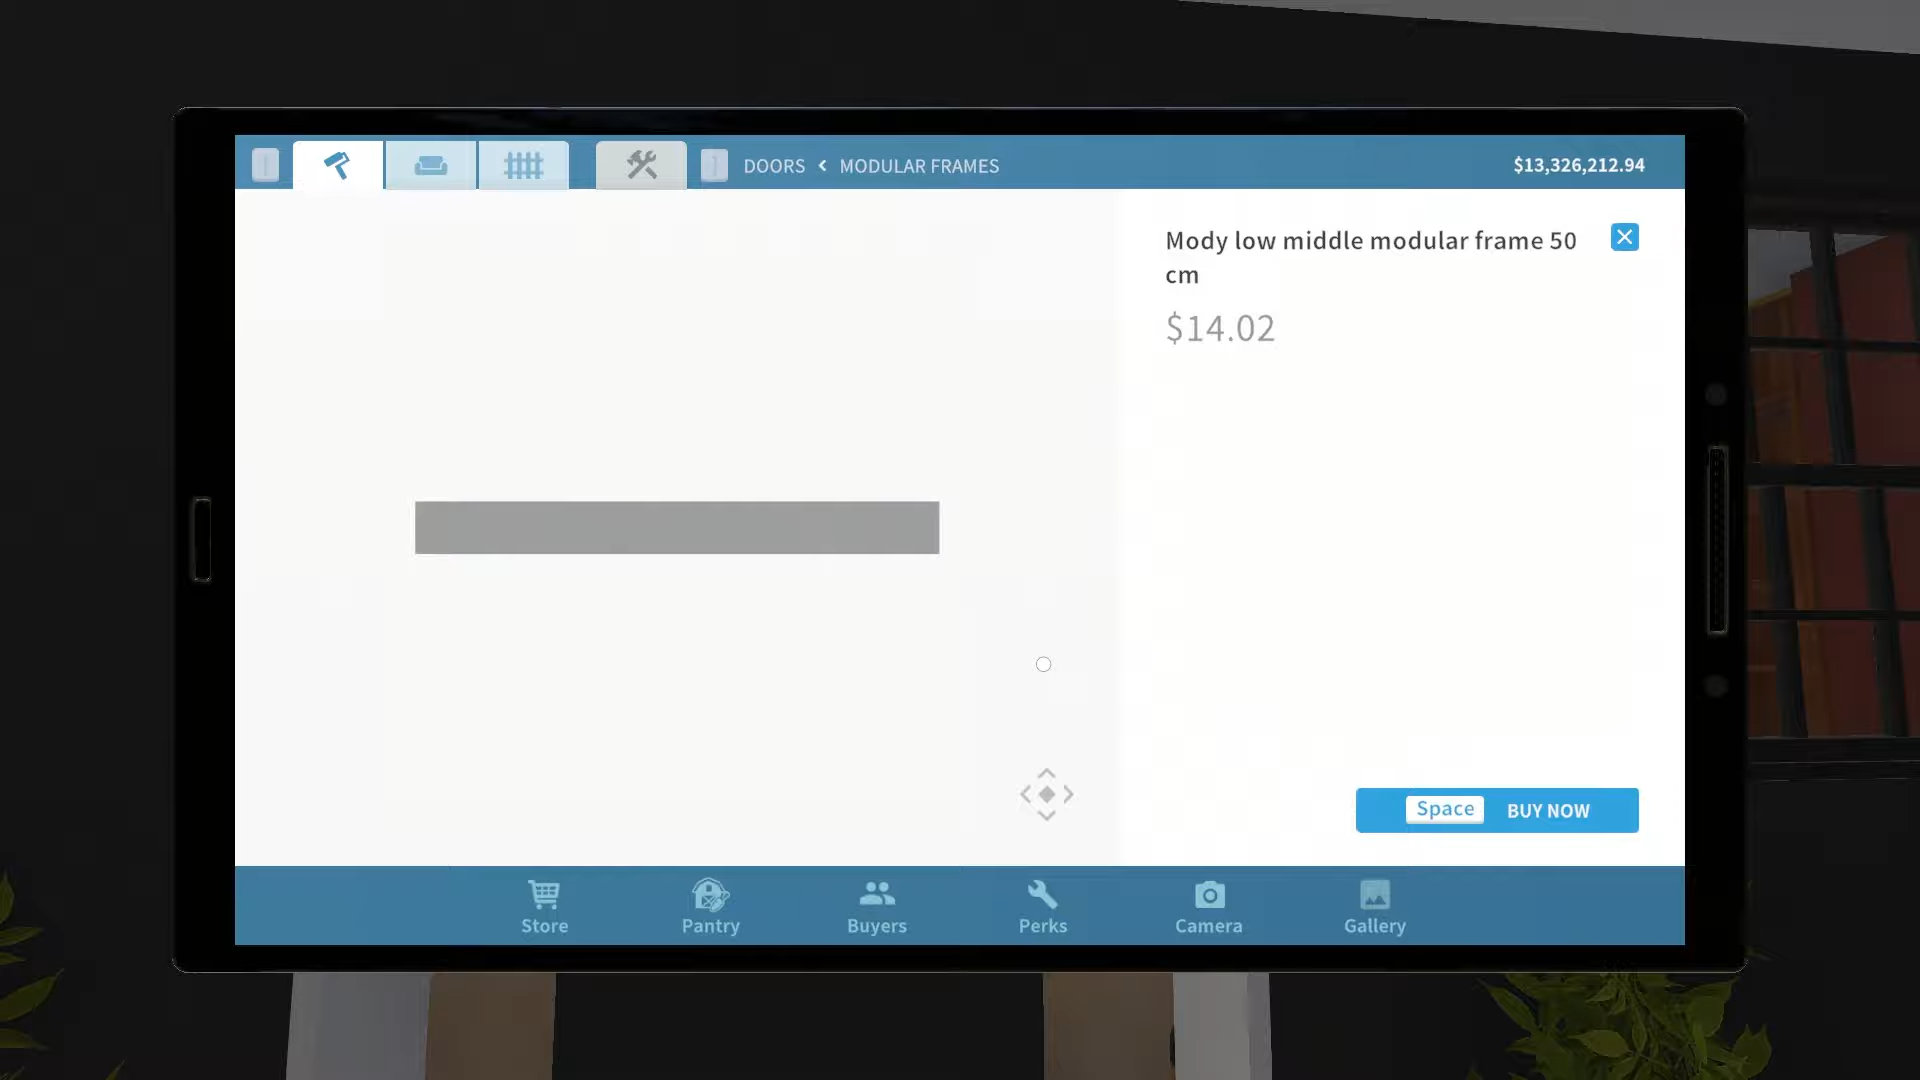 DOORS < MODULAR FRAMES
$13,326,212.94
Mody low middle modular frame 50
cm
$14.02
Space BUY NOW
Store Pantry Buyers Perks Camera Gallery